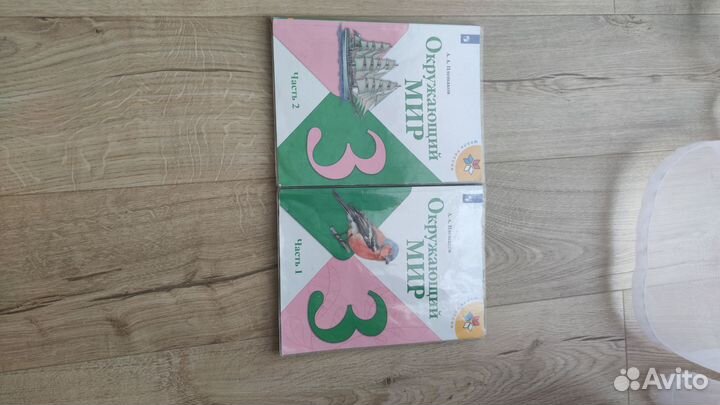 А. А. Плешаков
Окружающий
МИР
3
Часть 2
А. А. Плешаков
Окружающий
МИР
3
Часть 1
Avito